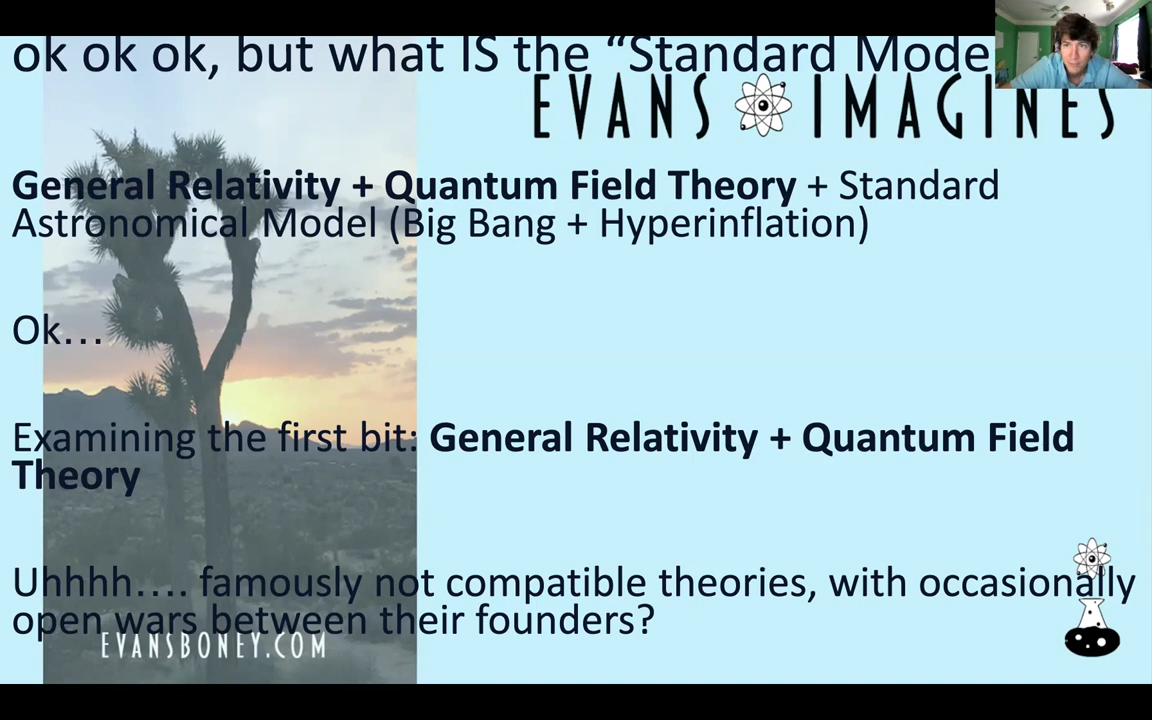 ok ok ok, but what IS the “Standard Mode
EVANS IMAGINES
General Relativity + Quantum Field Theory + Standard
Astronomical Model (Big Bang + Hyperinflation)
Ok…
Examining the first bit: General Relativity + Quantum Field
Theory
Uhhhh…. famously not compatible theories, with occasionally
open wars between their founders?
EVANSBONEY.COM